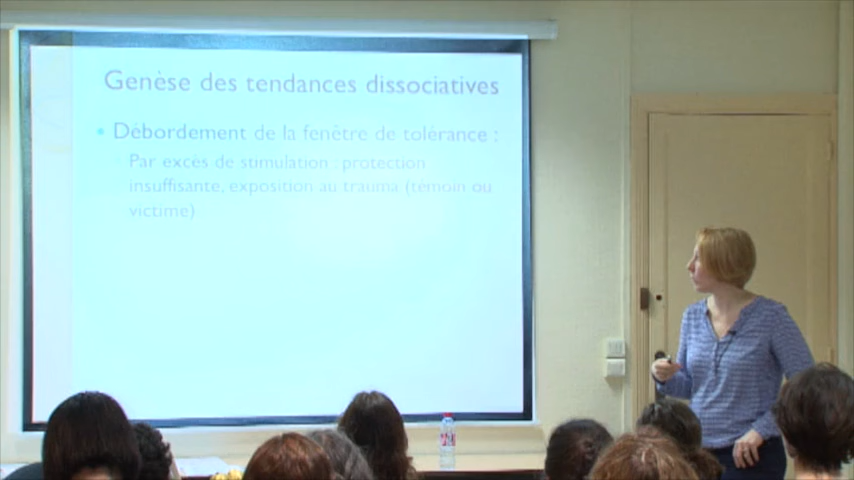 Genèse des tendances dissociatives
Débordement de la fenêtre de tolérance :
Par excès de stimulation : protection
insuffisante, exposition au trauma (témoin ou
victime)